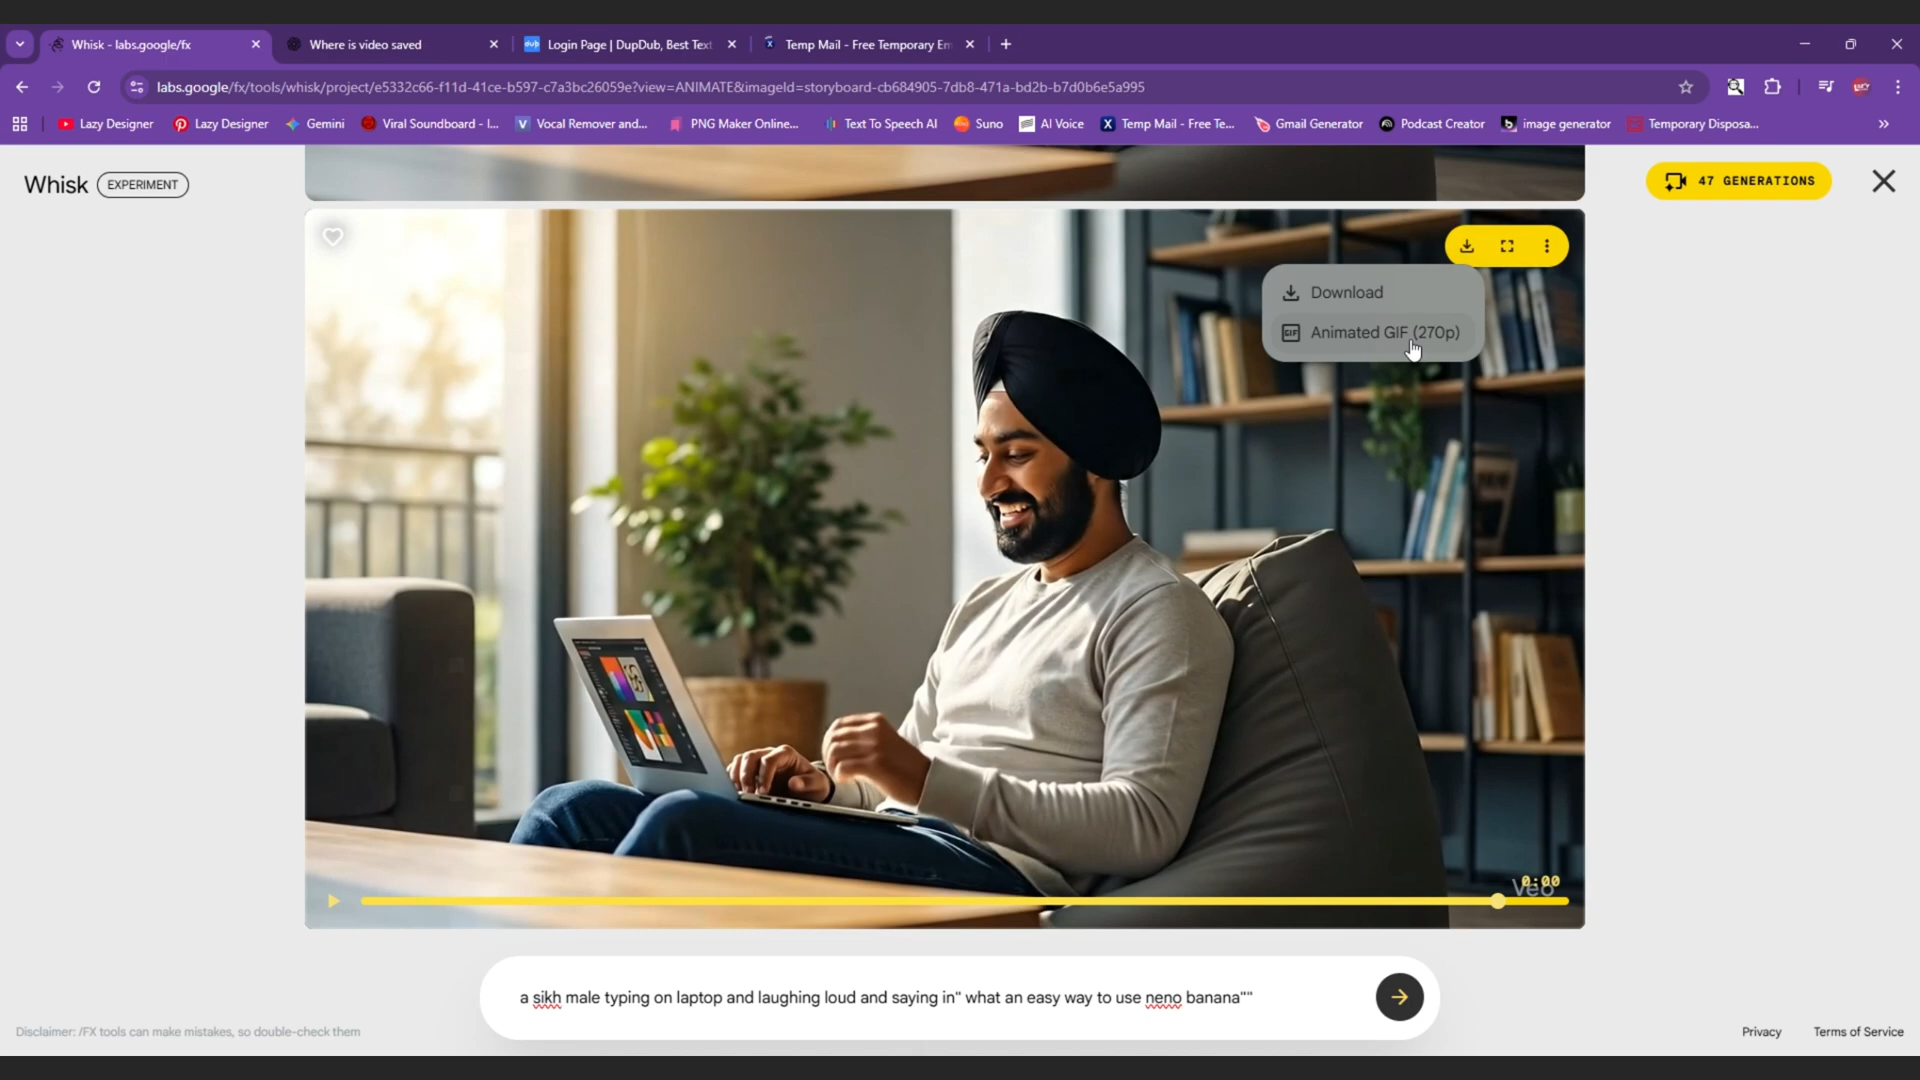 Whisk - labs.google/fx
Where is video saved
dub Login Page | DupDub, Best Text
X Temp Mail - Free Temporary Em
labs.google/fx/tools/whisk/project/e5332c66-f11d-41ce-b597-c7a3bc26059e?view=ANIMATE&imageId=storyboard-cb684905-7db8-471a-bd2b-b7d0b6e5a995
Lazy Designer
Lazy Designer
Gemini
Viral Soundboard - I...
V Vocal Remover and...
PNG Maker Online...
Text To Speech AI
Suno
AI Voice
X Temp Mail - Free Te...
Gmail Generator
Podcast Creator
image generator
Temporary Disposa...
Whisk EXPERIMENT
47 GENERATIONS
Download
GIF Animated GIF (270p)
0:00
Veo
a sikh male typing on laptop and laughing loud and saying in" what an easy way to use neno banana""
Disclaimer: /FX tools can make mistakes, so double-check them
Privacy
Terms of Service